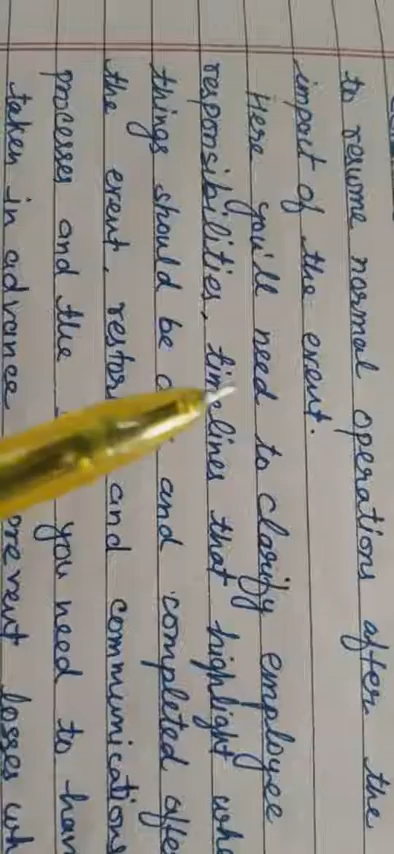 to resume normal operations after the
impact of the event.
Here you'll need to clarify employee
responsibilities, timelines that highlight
things should be and completed
the event, and communications
processes and the you need to
taken in advance prevent losses